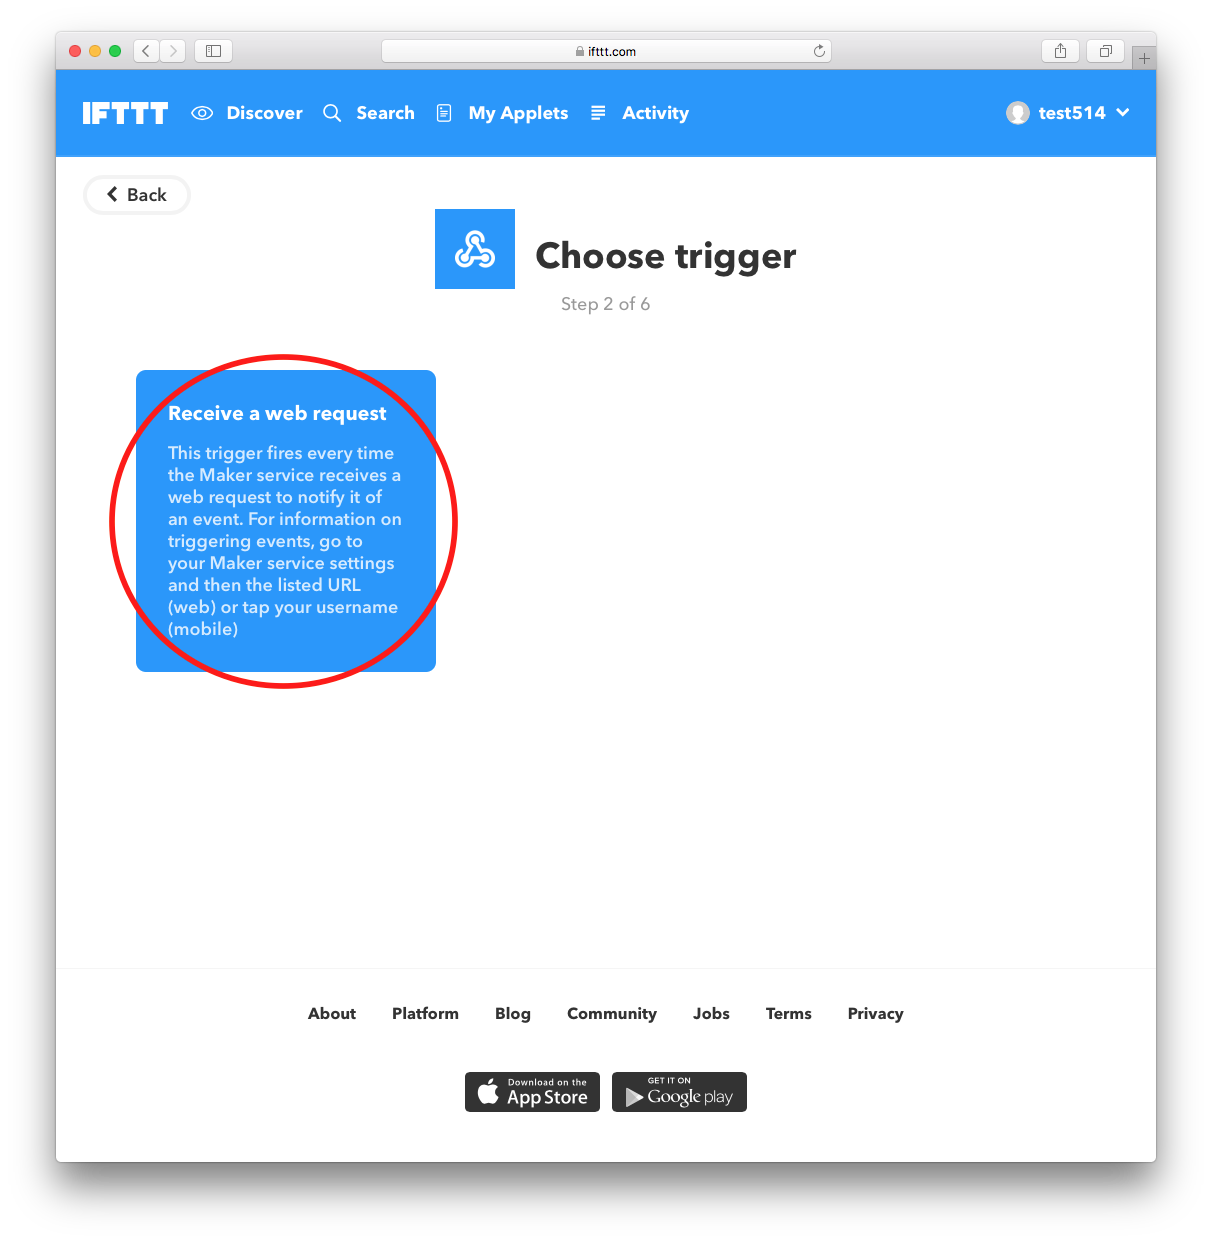 ifttt.com
IFTTT Discover Search My Applets Activity test514
Back
Choose trigger
Step 2 of 6
Receive a web request
This trigger fires every time
the Maker service receives a
web request to notify it of
an event. For information on
triggering events, go to
your Maker service settings
and then the listed URL
(web) or tap your username
(mobile)
About Platform Blog Community Jobs Terms Privacy
Download on the
App Store
GET IT ON
Google play